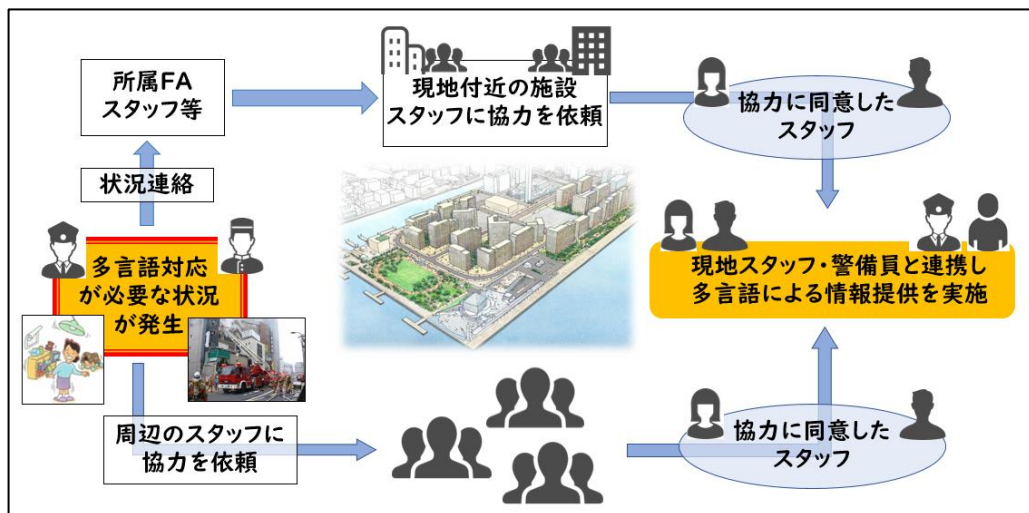 所属FA
スタッフ等
現地付近の施設
スタッフに協力を依頼
協力に同意した
スタッフ
状況連絡
多言語対応
が必要な状況
が発生
現地スタッフ・警備員と連携し
多言語による情報提供を実施
周辺のスタッフに
協力を依頼
協力に同意した
スタッフ